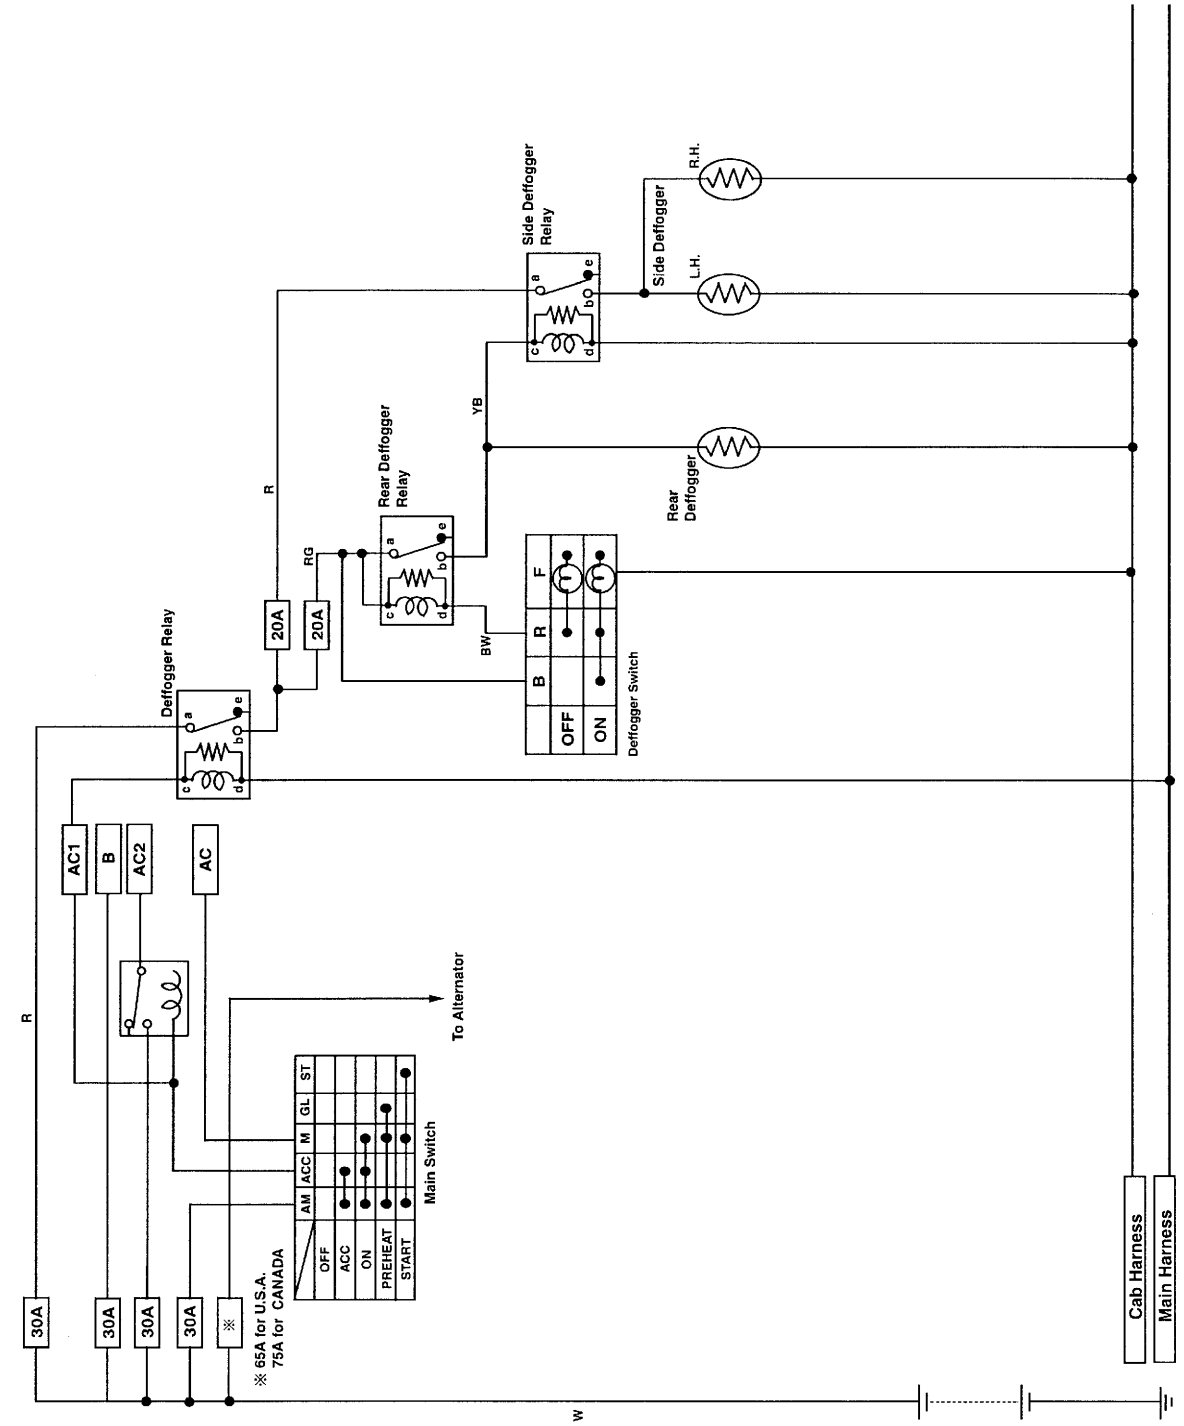 30A
30A
30A
30A
※
※ 65A for U.S.A.
75A for CANADA
W
R
AC1
B
AC2
AC
To Alternator
AM ACC M GL ST
OFF
ACC
ON
PREHEAT
START
Main Switch
Deffogger Relay
a
b
c
d
e
20A
20A
R
RG
Rear Deffogger
Relay
a
b
c
d
e
BW
YB
B R F
OFF
ON
Deffogger Switch
Side Deffogger
Relay
a
b
c
d
e
Rear
Deffogger
Side Deffogger
L.H.
R.H.
Cab Harness
Main Harness